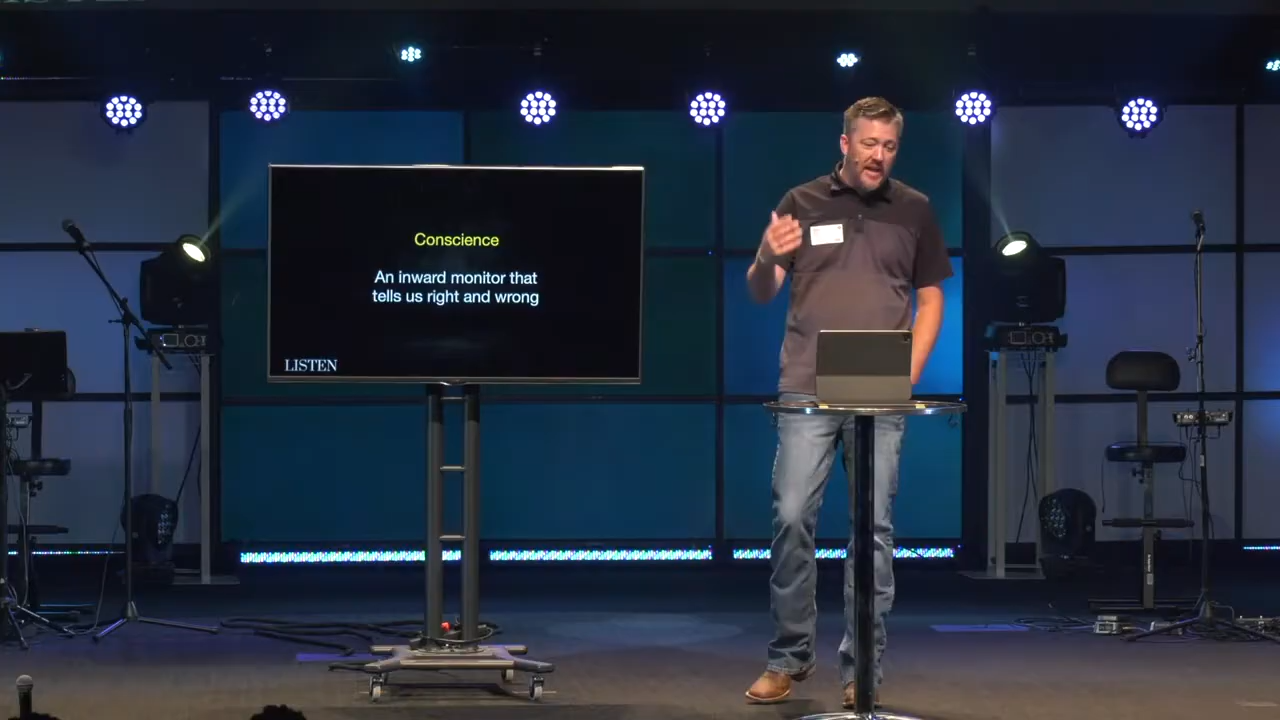 Conscience
An inward monitor that
tells us right and wrong
LISTEN